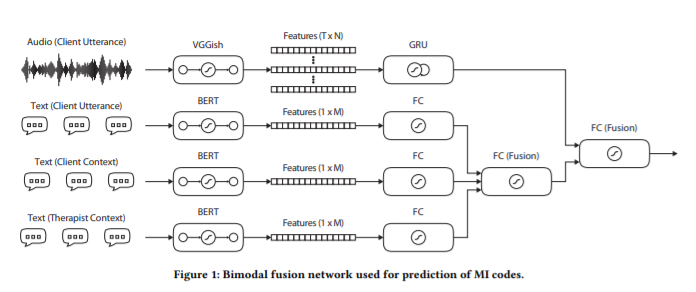 Audio (Client Utterance)
VGGish
Features (T x N)
GRU
Text (Client Utterance)
BERT
Features (1 x M)
FC
Text (Client Context)
BERT
Features (1 x M)
FC
FC (Fusion)
FC (Fusion)
Text (Therapist Context)
BERT
Features (1 x M)
FC
Figure 1: Bimodal fusion network used for prediction of MI codes.